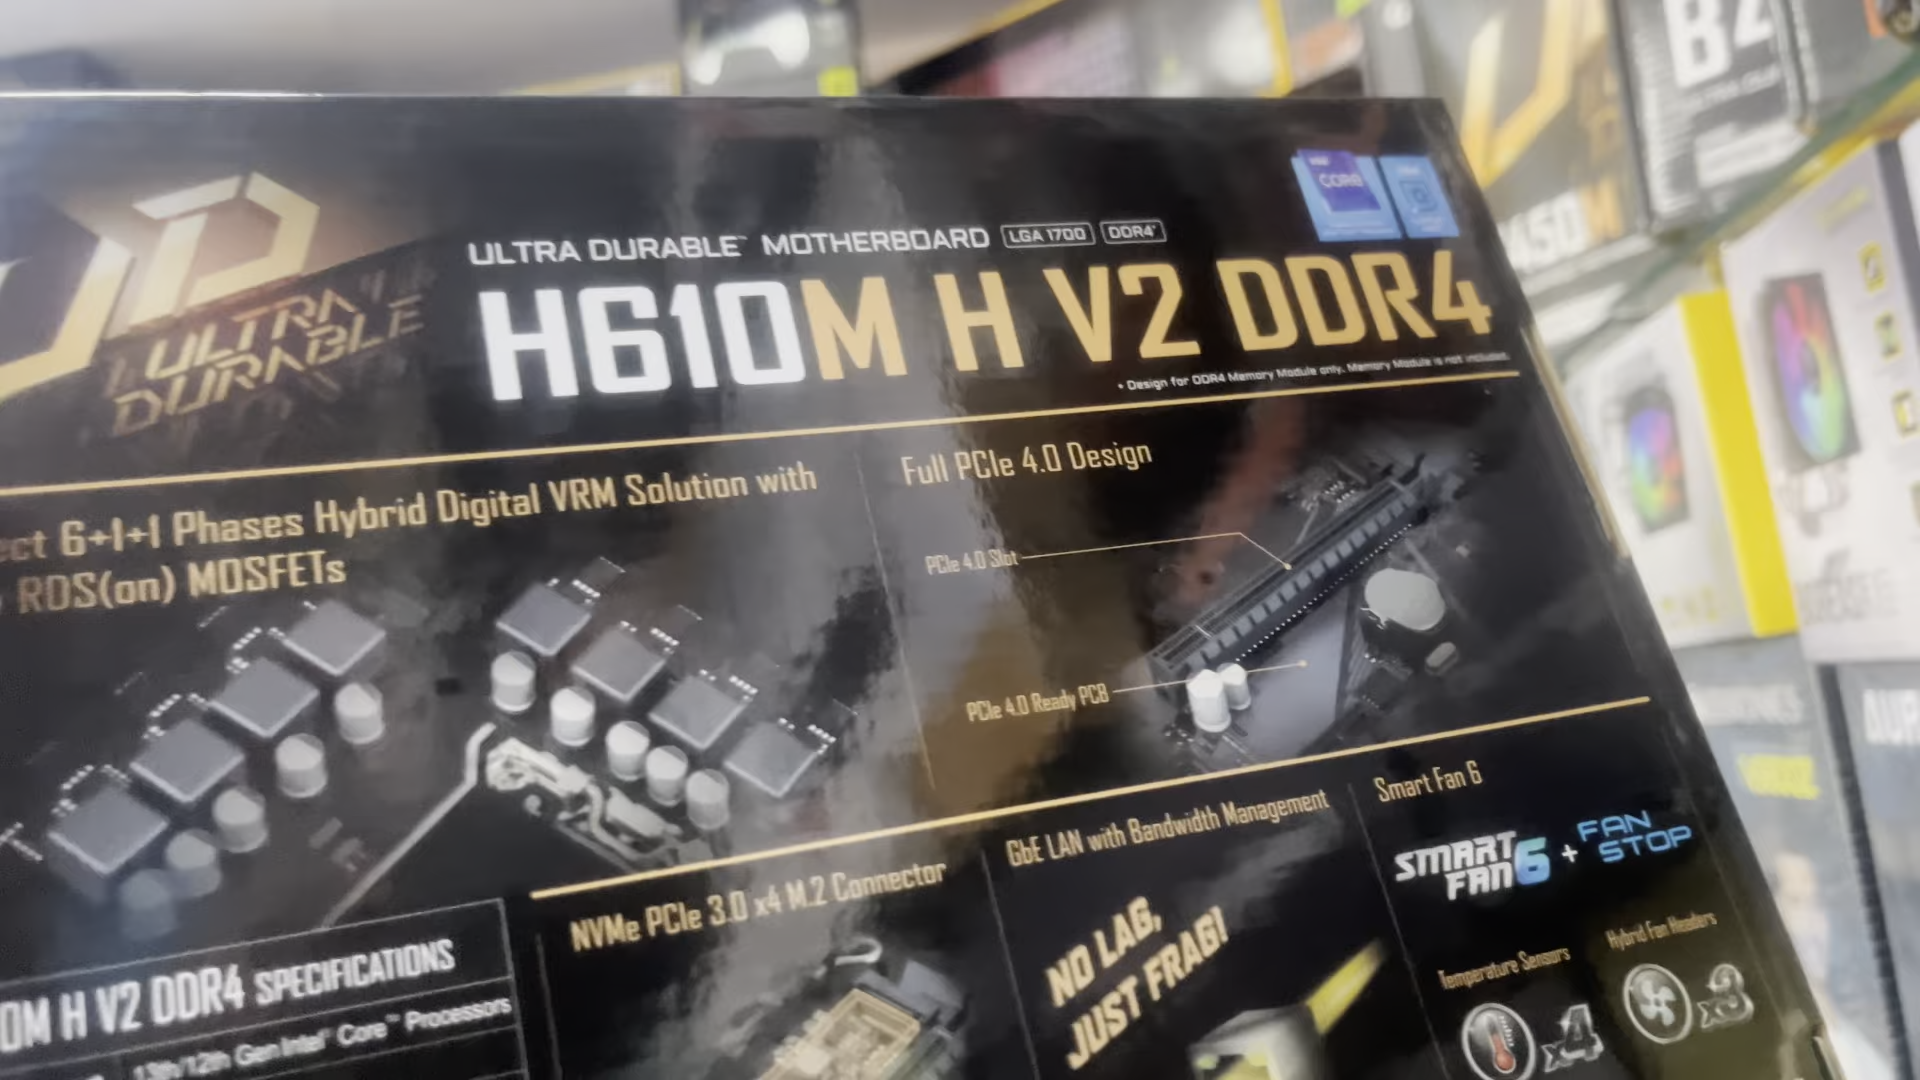 ULTRA DURABLE™ MOTHERBOARD LGA 1700 DDR4*
H610M H V2 DDR4
• Design for DDR4 Memory Module only. Memory Module is not included.
ULTRA
DURABLE
6+1+1 Phases Hybrid Digital VRM Solution with
RDS(on) MOSFETs
Full PCIe 4.0 Design
PCIe 4.0 Slot
PCIe 4.0 Ready PCB
NVMe PCIe 3.0 x4 M.2 Connector
GbE LAN with Bandwidth Management
NO LAG,
JUST FRAG!
Smart Fan 6
SMART
FAN 6 + FAN
STOP
Temperature Sensors
x4
Hybrid Fan Headers
x3
H V2 DDR4 SPECIFICATIONS
13th/12th Gen Intel® Core™ Processors
CORE